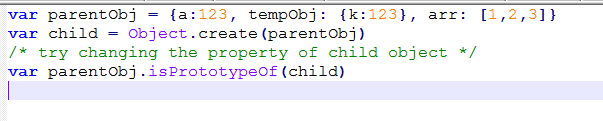 var parentObj = {a:123, tempObj: {k:123}, arr: [1,2,3]}
var child = Object.create(parentObj)
/* try changing the property of child object */
var parentObj.isPrototypeOf(child)